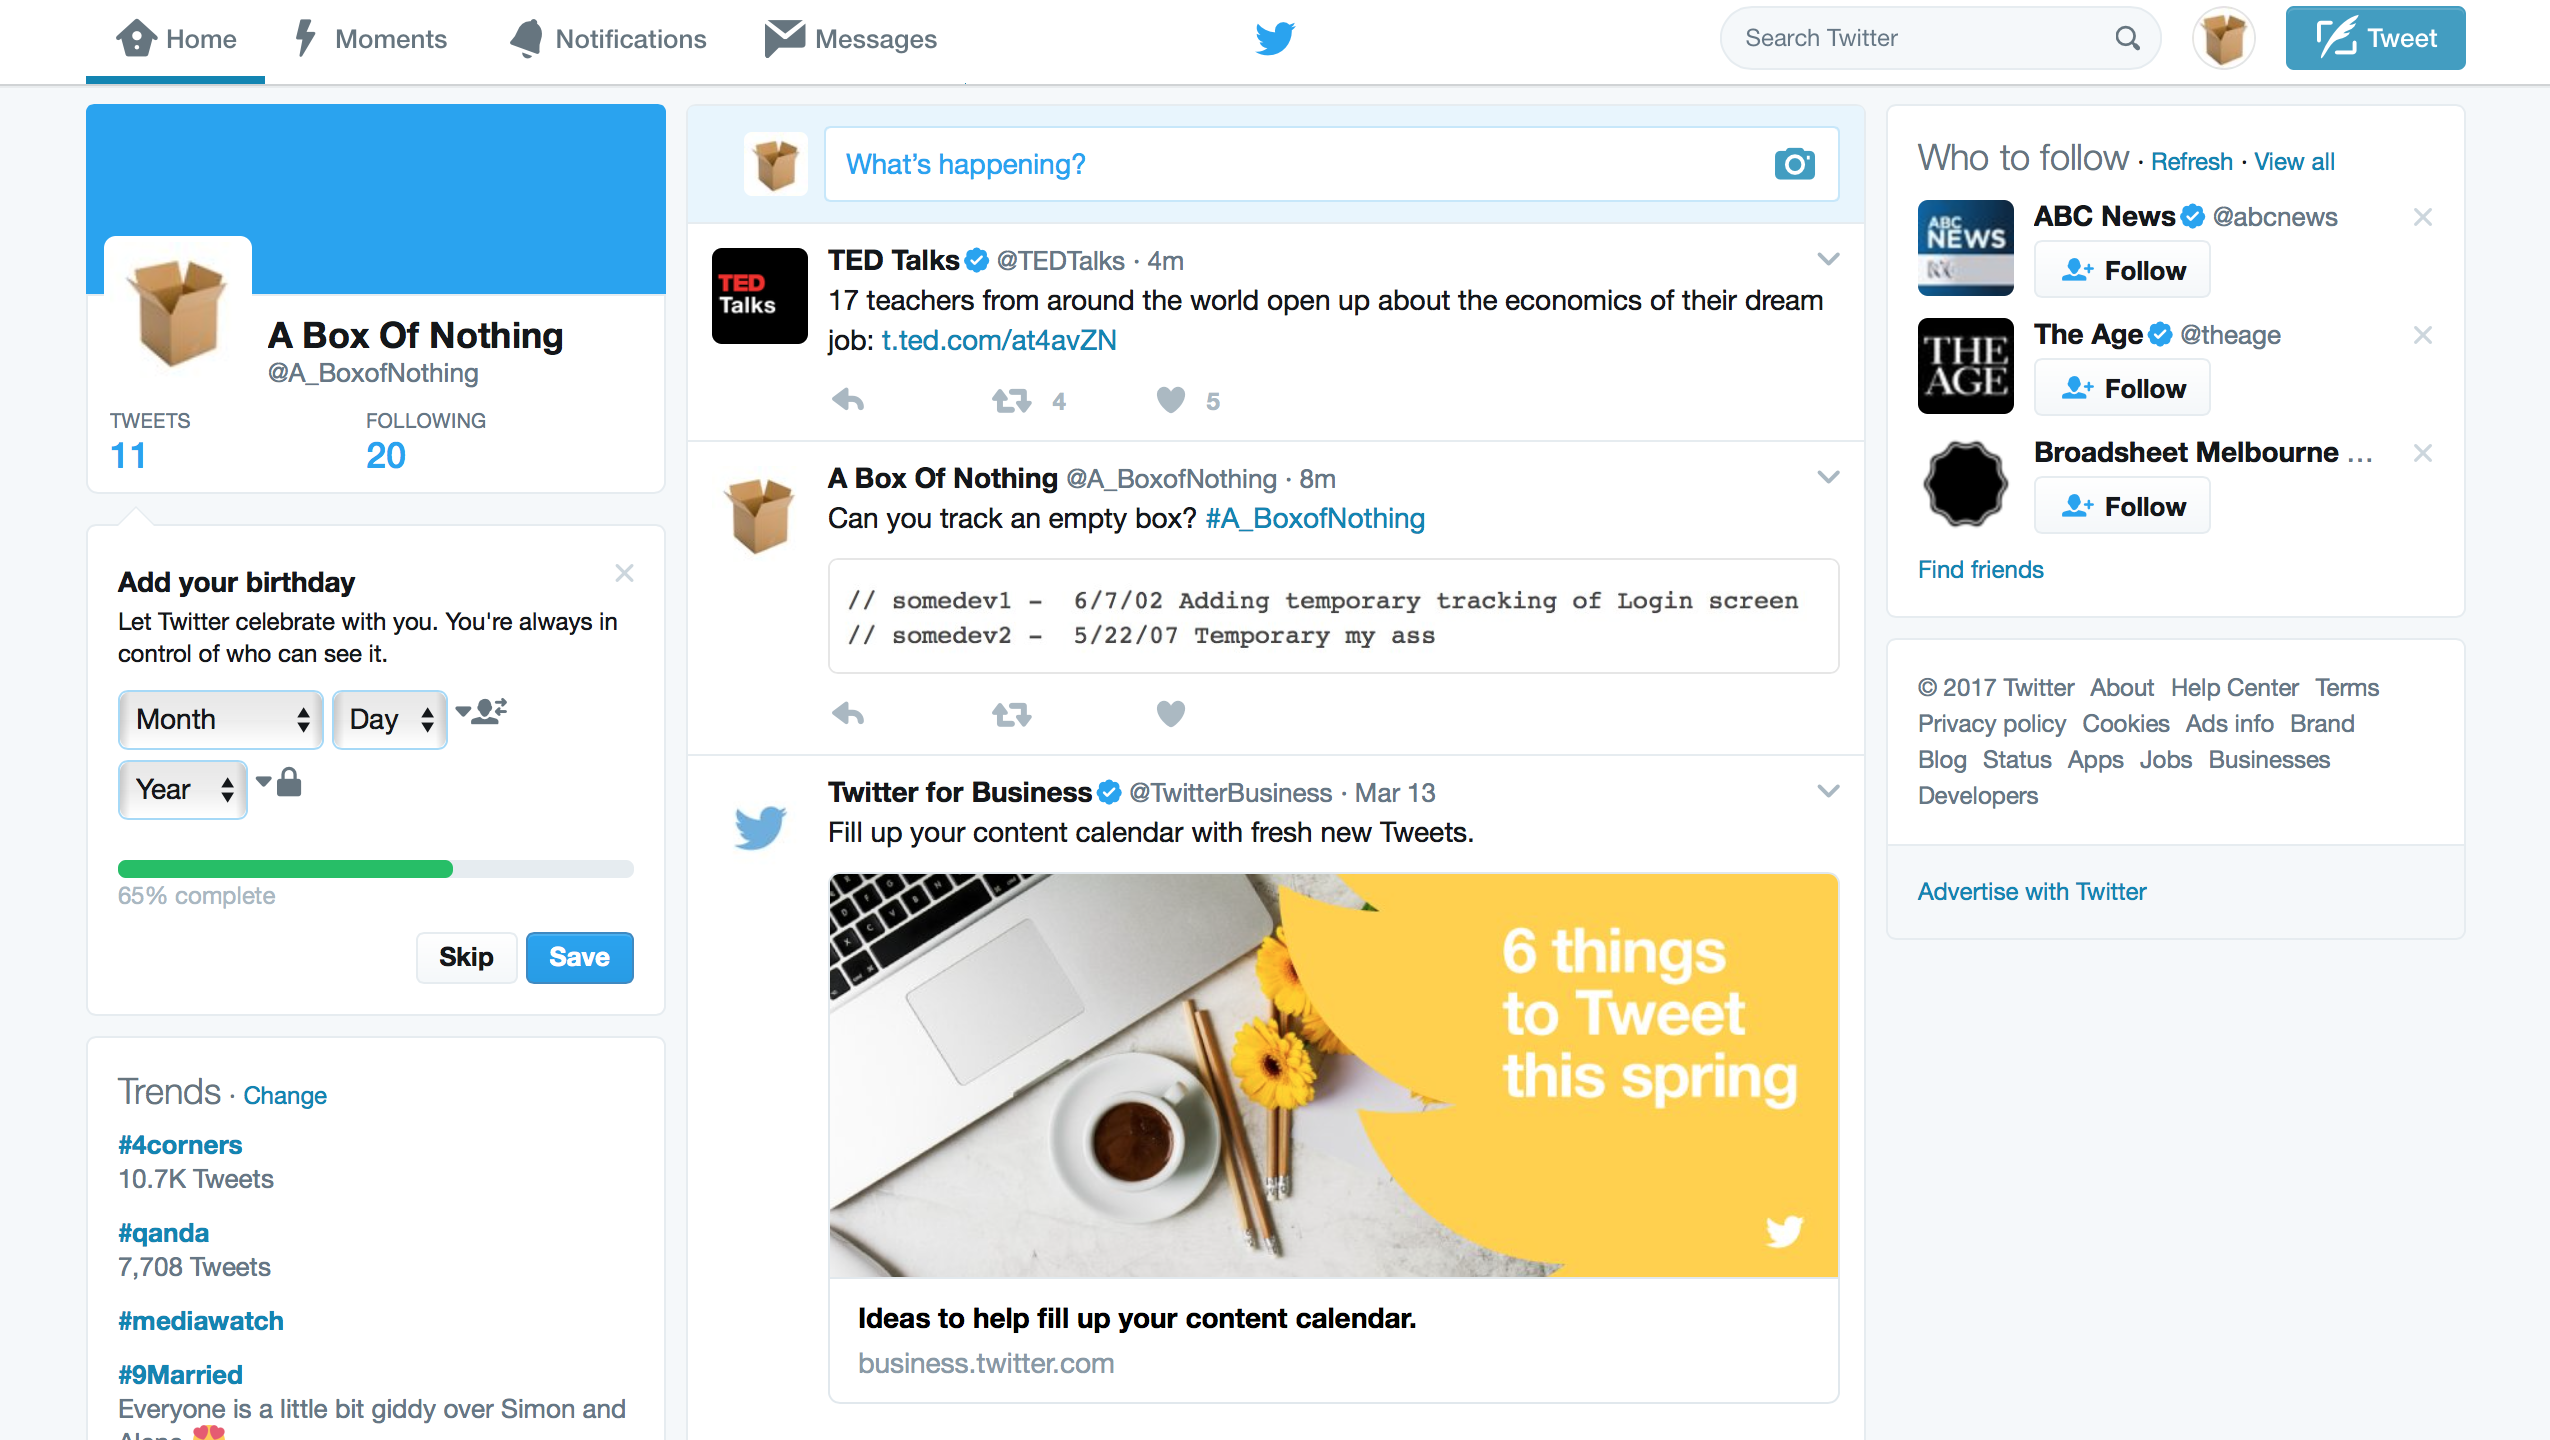 Home
Moments
Notifications
Messages
Search Twitter
Tweet
A Box Of Nothing
@A_BoxofNothing
TWEETS
FOLLOWING
11
20
Add your birthday
Let Twitter celebrate with you. You're always in
control of who can see it.
Month
Day
Year
65% complete
Skip
Save
Trends · Change
#4corners
10.7K Tweets
#qanda
7,708 Tweets
#mediawatch
#9Married
Everyone is a little bit giddy over Simon and
What's happening?
TED
Talks
TED Talks @TEDTalks · 4m
17 teachers from around the world open up about the economics of their dream
job: t.ted.com/at4avZN
4
5
A Box Of Nothing @A_BoxofNothing · 8m
Can you track an empty box? #A_BoxofNothing
// somedev1 - 6/7/02 Adding temporary tracking of Login screen
// somedev2 - 5/22/07 Temporary my ass
Twitter for Business @TwitterBusiness · Mar 13
Fill up your content calendar with fresh new Tweets.
6 things
to Tweet
this spring
Ideas to help fill up your content calendar.
business.twitter.com
Who to follow · Refresh · View all
ABC
NEWS
ABC News @abcnews
Follow
THE
AGE
The Age @theage
Follow
Broadsheet Melbourne ...
Follow
Find friends
© 2017 Twitter About Help Center Terms
Privacy policy Cookies Ads info Brand
Blog Status Apps Jobs Businesses
Developers
Advertise with Twitter